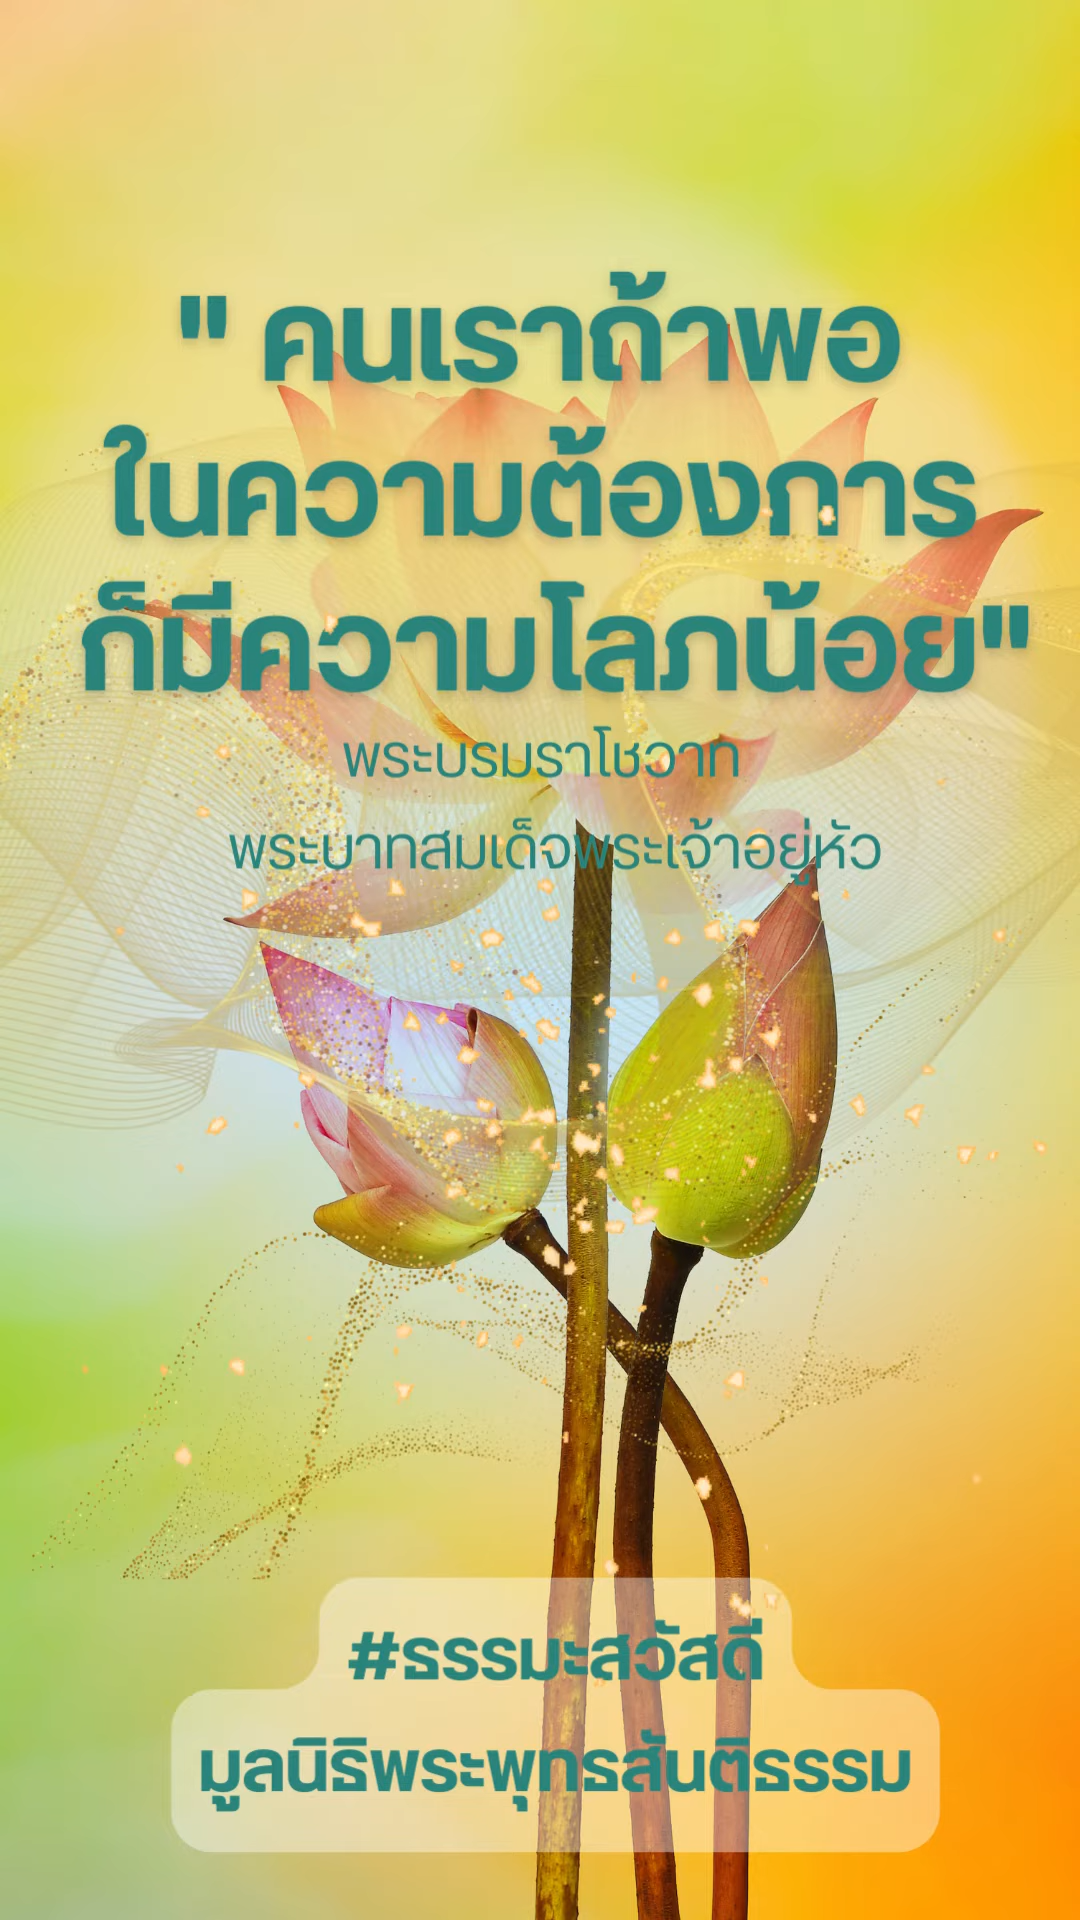 " คนเราถ้าพอ
ในความต้องการ
ก็มีความโลภน้อย"
พระบรมราโชวาท
พระบาทสมเด็จพระเจ้าอยู่หัว
#ธรรมะสวัสดี
มูลนิธิพระพุทธสันติธรรม